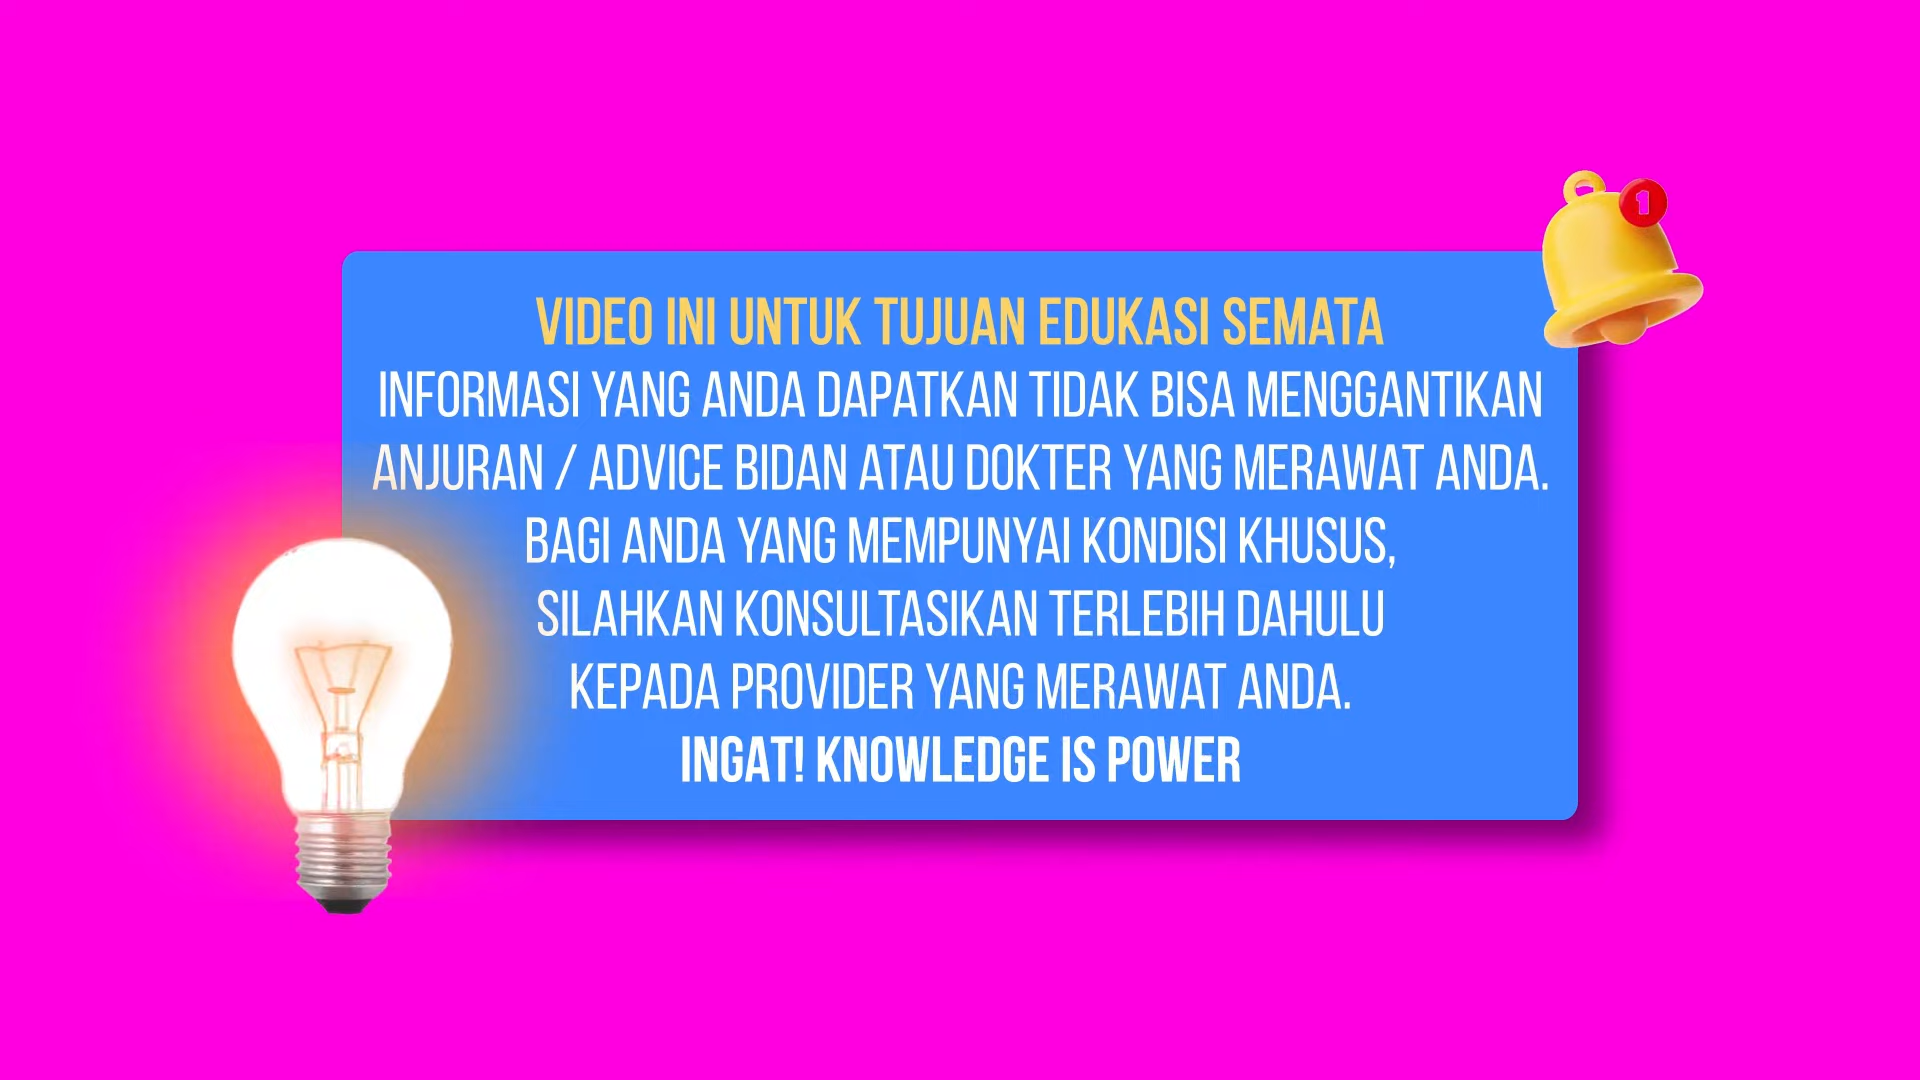 1
VIDEO INI UNTUK TUJUAN EDUKASI SEMATA
INFORMASI YANG ANDA DAPATKAN TIDAK BISA MENGGANTIKAN
ANJURAN / ADVICE BIDAN ATAU DOKTER YANG MERAWAT ANDA.
BAGI ANDA YANG MEMPUNYAI KONDISI KHUSUS,
SILAHKAN KONSULTASIKAN TERLEBIH DAHULU
KEPADA PROVIDER YANG MERAWAT ANDA.
INGAT! KNOWLEDGE IS POWER